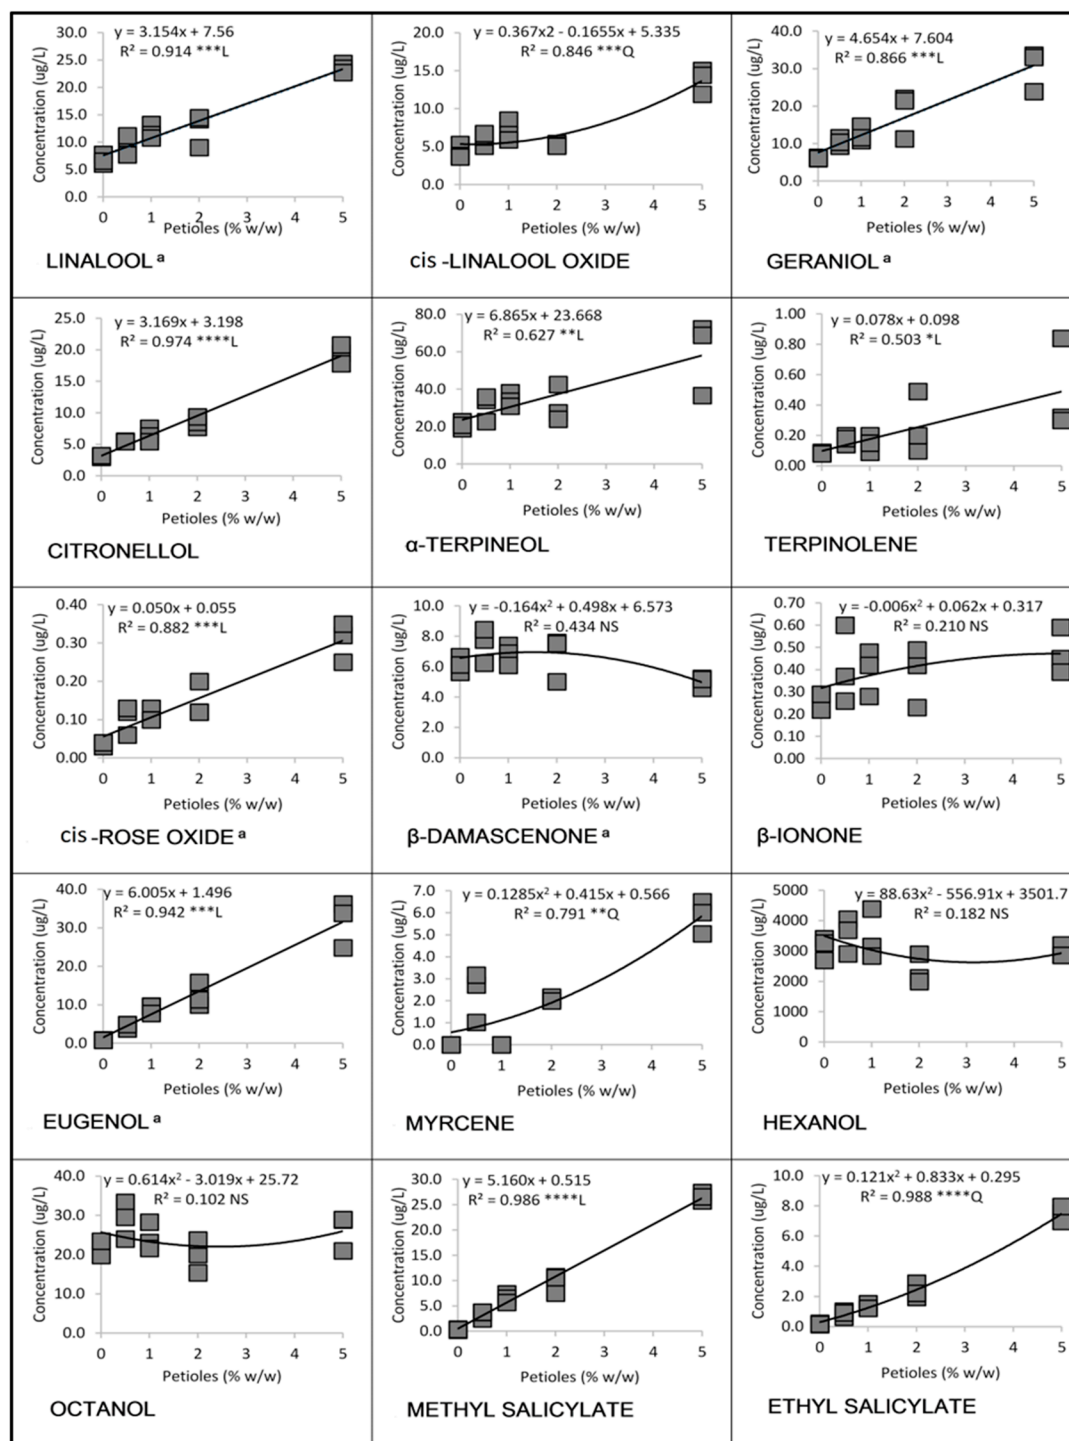 y = 3.154x + 7.56
R² = 0.914 ***L
Concentration (ug/L)
30.0
25.0
20.0
15.0
10.0
5.0
0.0
0 1 2 3 4 5
Petioles (% w/w)
LINALOOL ª
y = 0.367x2 - 0.1655x + 5.335
R² = 0.846 ***Q
Concentration (ug/L)
20.0
15.0
10.0
5.0
0.0
0 1 2 3 4 5
Petioles (% w/w)
cis -LINALOOL OXIDE
y = 4.654x + 7.604
R² = 0.866 ***L
Concentration (ug/L)
40.0
30.0
20.0
10.0
0.0
0 1 2 3 4 5
Petioles (% w/w)
GERANIOL ª
y = 3.169x + 3.198
R² = 0.974 ****L
Concentration (ug/L)
25.0
20.0
15.0
10.0
5.0
0.0
0 1 2 3 4 5
Petioles (% w/w)
CITRONELLOL
y = 6.865x + 23.668
R² = 0.627 **L
Concentration (ug/L)
80.0
60.0
40.0
20.0
0.0
0 1 2 3 4 5
Petioles (% w/w)
α-TERPINEOL
y = 0.078x + 0.098
R² = 0.503 *L
Concentration (ug/L)
1.00
0.80
0.60
0.40
0.20
0.00
0 1 2 3 4 5
Petioles (% w/w)
TERPINOLENE
y = 0.050x + 0.055
R² = 0.882 ***L
Concentration (ug/L)
0.40
0.30
0.20
0.10
0.00
0 1 2 3 4 5
Petioles (% w/w)
cis -ROSE OXIDE ª
y = -0.164x² + 0.498x + 6.573
R² = 0.434 NS
Concentration (ug/L)
10.0
8.0
6.0
4.0
2.0
0.0
0 1 2 3 4 5
Petioles (% w/w)
β-DAMASCENONE ª
y = -0.006x² + 0.062x + 0.317
R² = 0.210 NS
Concentration (ug/L)
0.70
0.60
0.50
0.40
0.30
0.20
0.10
0.00
0 1 2 3 4 5
Petioles (% w/w)
β-IONONE
y = 6.005x + 1.496
R² = 0.942 ***L
Concentration (ug/L)
40.0
30.0
20.0
10.0
0.0
0 1 2 3 4 5
Petioles (% w/w)
EUGENOL ª
y = 0.1285x² + 0.415x + 0.566
R² = 0.791 **Q
Concentration (ug/L)
7.0
6.0
5.0
4.0
3.0
2.0
1.0
0.0
0 1 2 3 4 5
Petioles (% w/w)
MYRCENE
y = 88.63x² - 556.91x + 3501.7
R² = 0.182 NS
Concentration (ug/L)
5000
4000
3000
2000
1000
0
0 1 2 3 4 5
Petioles (% w/w)
HEXANOL
y = 0.614x² - 3.019x + 25.72
R² = 0.102 NS
Concentration (ug/L)
40.0
30.0
20.0
10.0
0.0
0 1 2 3 4 5
Petioles (% w/w)
OCTANOL
y = 5.160x + 0.515
R² = 0.986 ****L
Concentration (ug/L)
30.0
25.0
20.0
15.0
10.0
5.0
0.0
0 1 2 3 4 5
Petioles (% w/w)
METHYL SALICYLATE
y = 0.121x² + 0.833x + 0.295
R² = 0.988 ****Q
Concentration (ug/L)
10.0
8.0
6.0
4.0
2.0
0.0
0 1 2 3 4 5
Petioles (% w/w)
ETHYL SALICYLATE